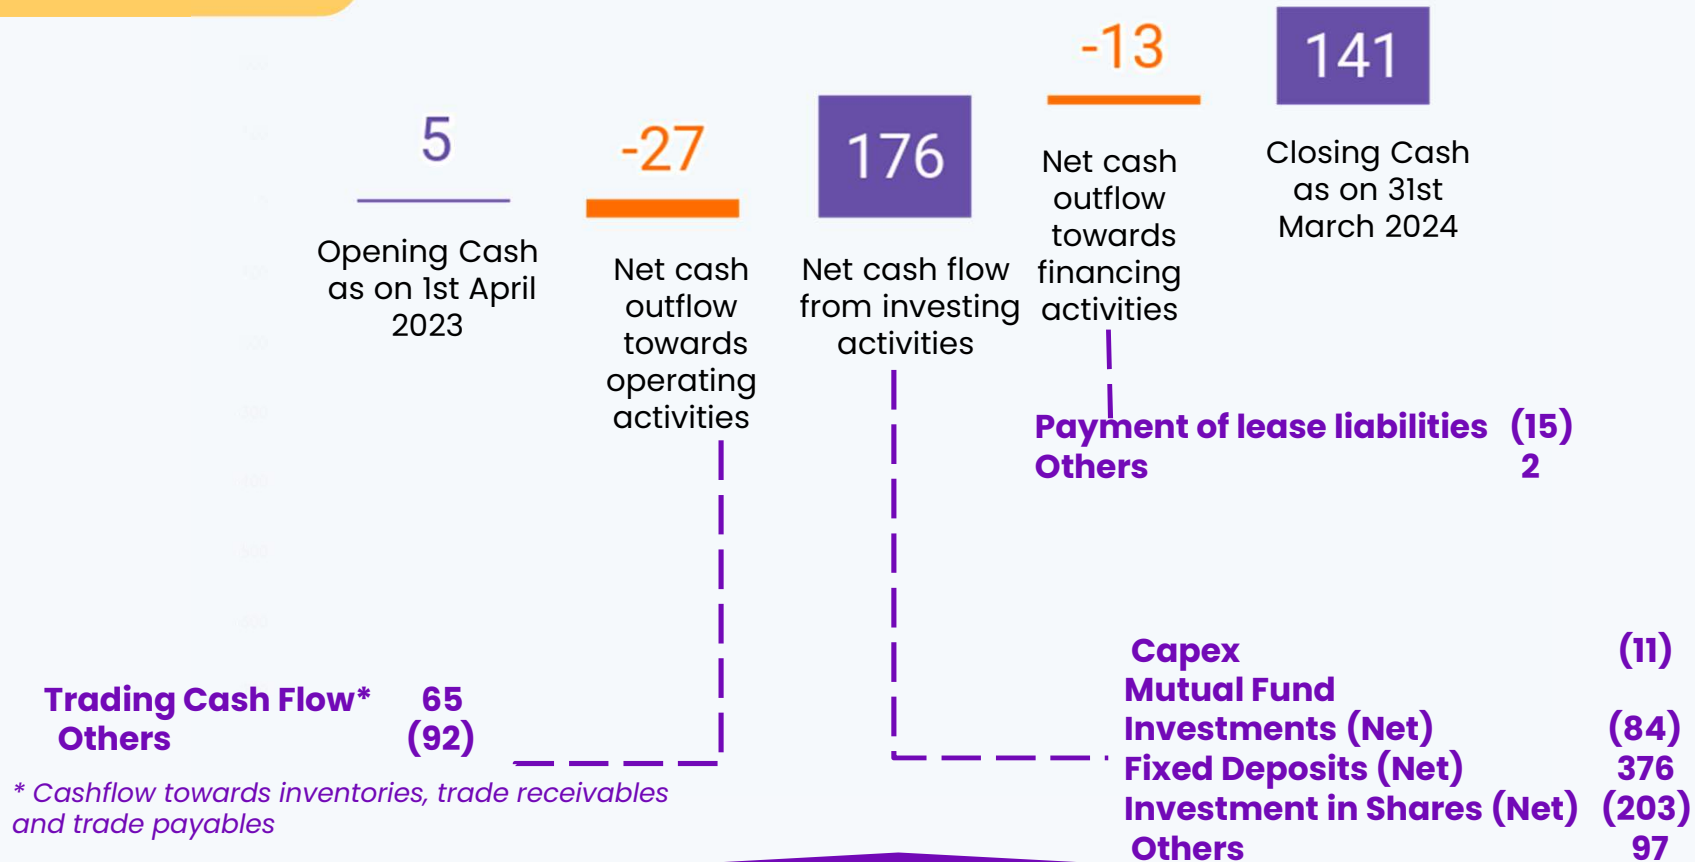 5
Opening Cash
as on 1st April
2023
-27
Net cash
outflow
towards
operating
activities
176
Net cash flow
from investing
activities
-13
Net cash
outflow
towards
financing
activities
141
Closing Cash
as on 31st
March 2024
Payment of lease liabilities (15)
Others 2
Trading Cash Flow* 65
Others (92)
* Cashflow towards inventories, trade receivables
and trade payables
Capex (11)
Mutual Fund
Investments (Net) (84)
Fixed Deposits (Net) 376
Investment in Shares (Net) (203)
Others 97